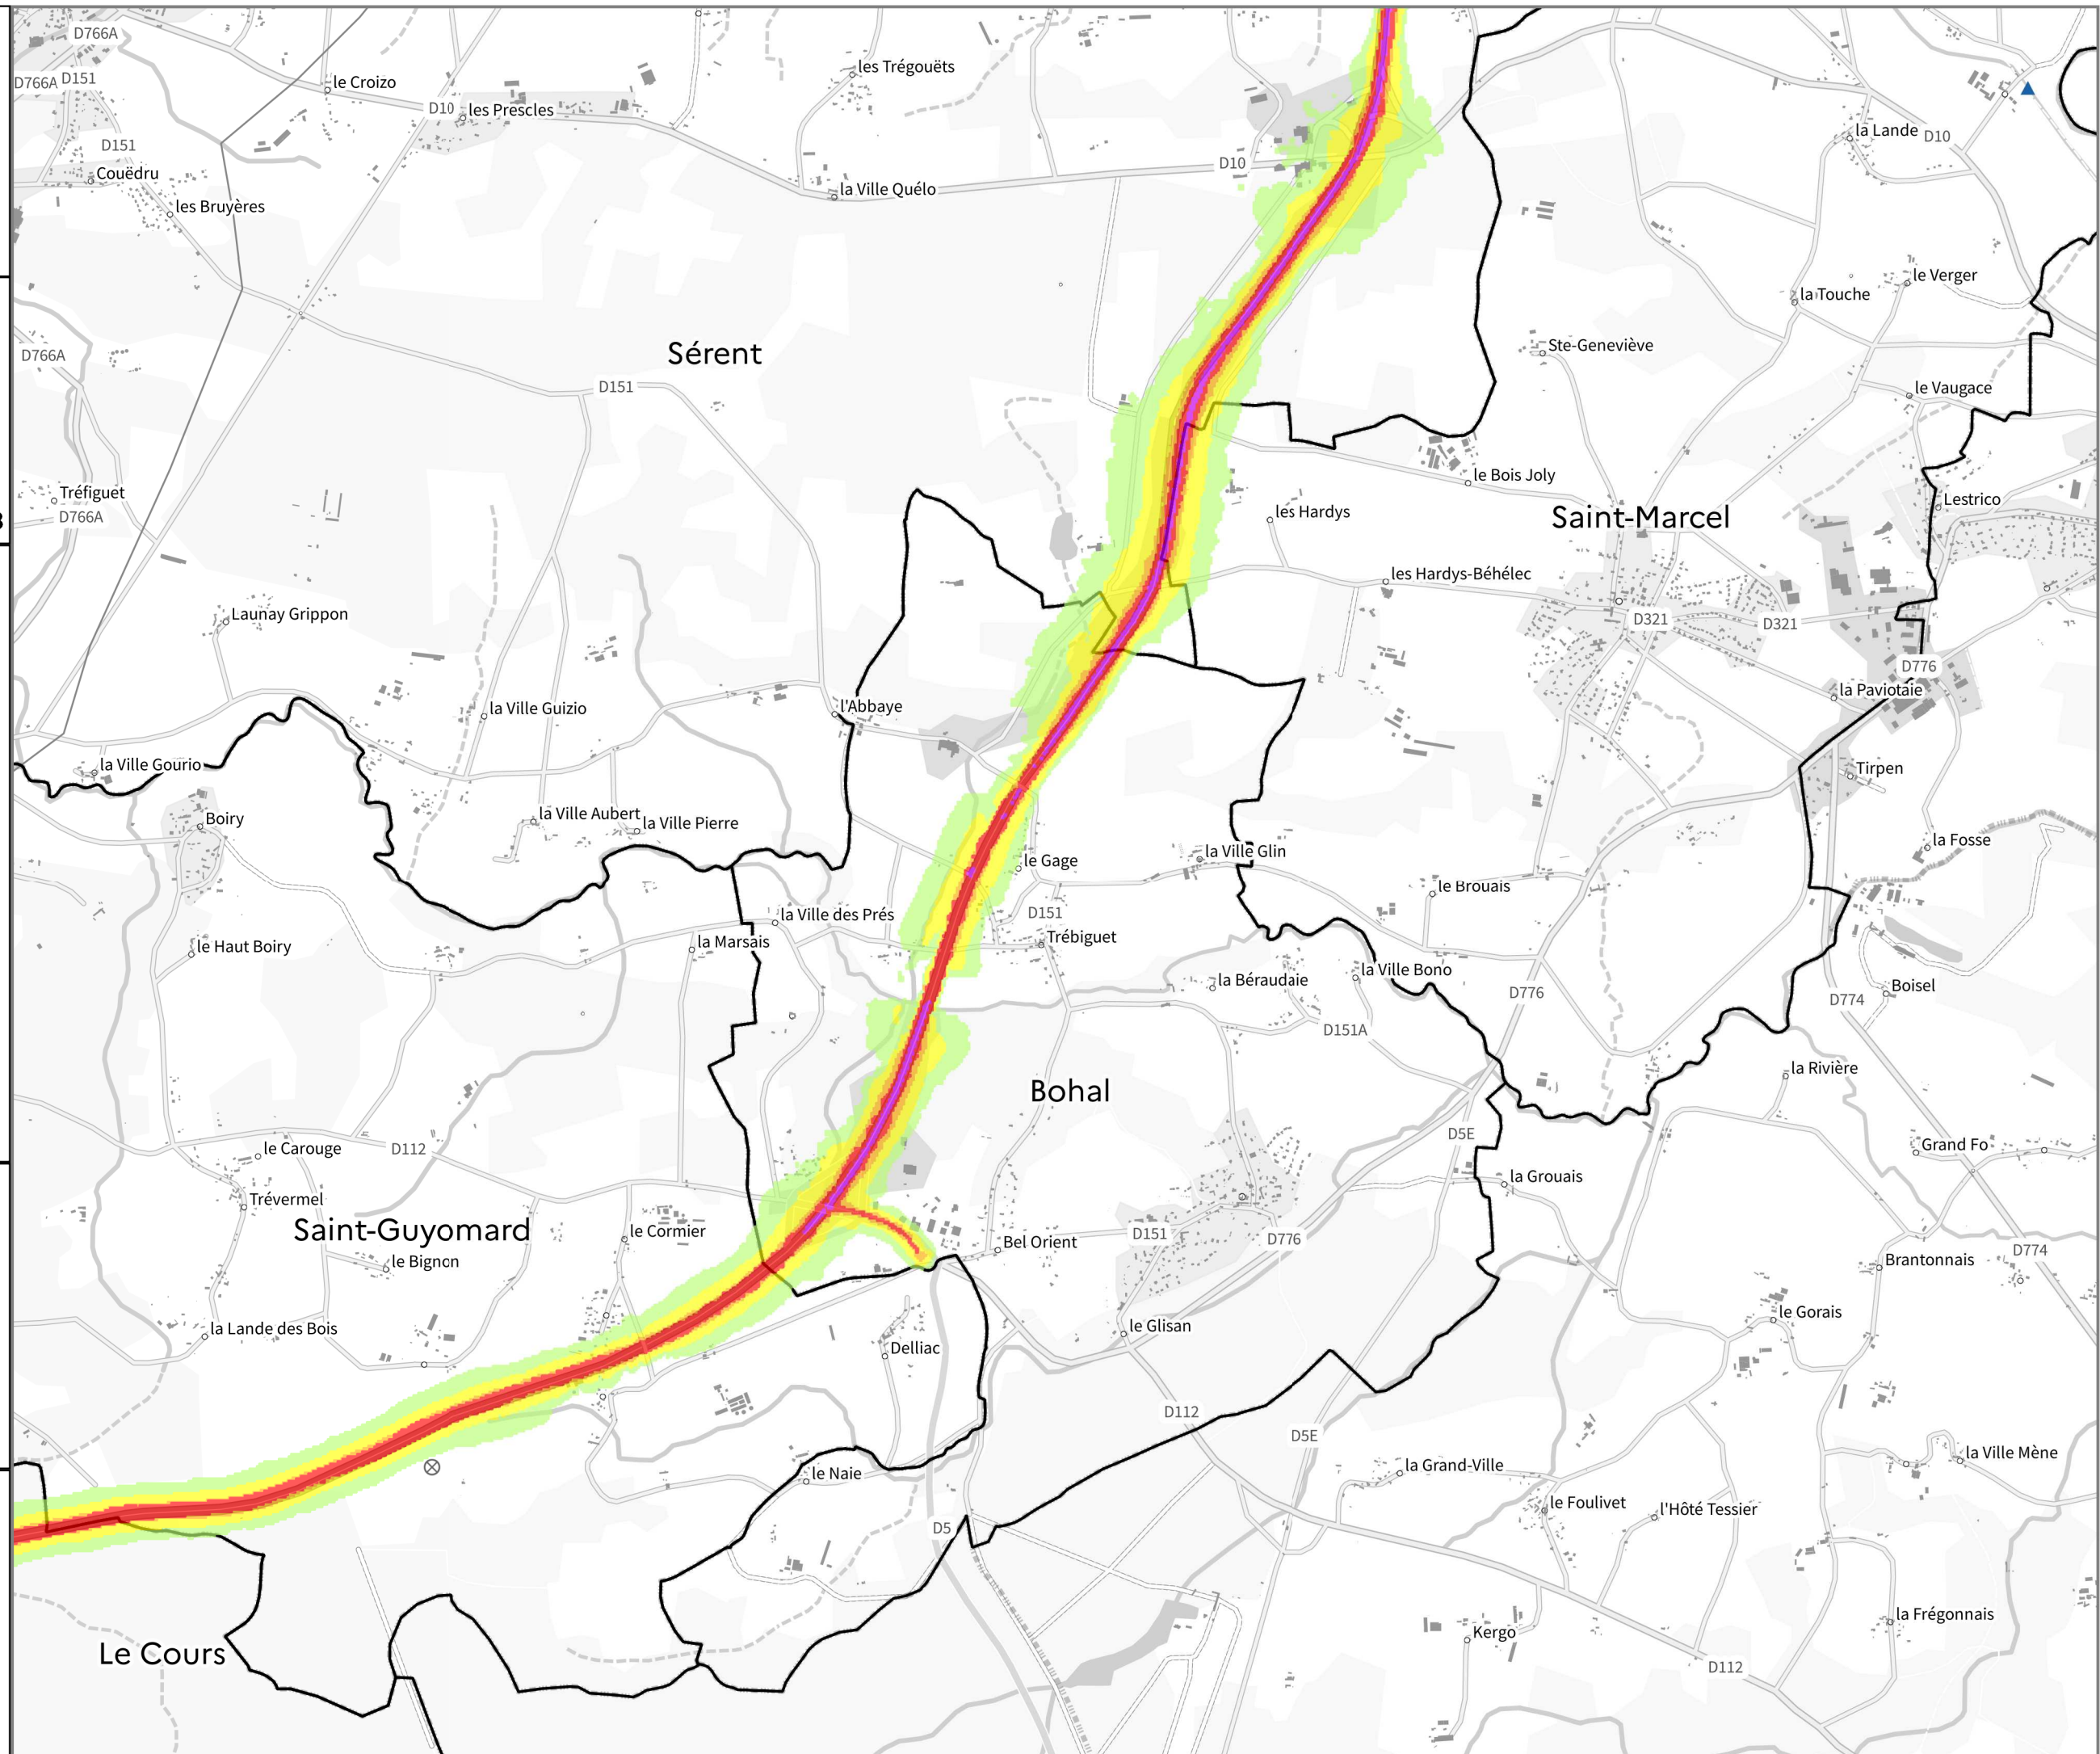 D766A
les Trégouëts
D766A
D151
le Croizo
D10
les Prescles
la Lande
D10
D151
D10
Couëdru
la Ville Quélo
les Bruyères
le Verger
la Touche
Ste-Geneviève
D766A
Sérent
D151
le Vaugace
le Bois Joly
Tréfiguet
Lestrico
D766A
les Hardys
Saint-Marcel
les Hardys-Béhélec
Launay Grippon
D321
D321
D776
la Paviotaie
l'Abbaye
la Ville Guizio
la Ville Gourio
Tirpen
Boiry
la Ville Aubert
la Ville Pierre
la Fosse
la Ville Glin
le Gage
le Brouais
la Ville des Prés
D151
Trébiguet
la Marsais
le Haut Boiry
la Ville Bono
la Béraudaie
Boisel
D776
D774
D151A
la Rivière
Bohal
D5E
le Carouge
D112
Grand Fo
la Grouais
Trévermel
Saint-Guyomard
le Cormier
D151
D776
Bel Orient
D774
le Bignon
Brantonnais
le Gorais
la Lande des Bois
le Glisan
Delliac
D112
D5E
la Ville Mène
le Naie
la Grand-Ville
le Foulivet
l'Hôté Tessier
D5
la Frégonnais
Kergo
Le Cours
D112